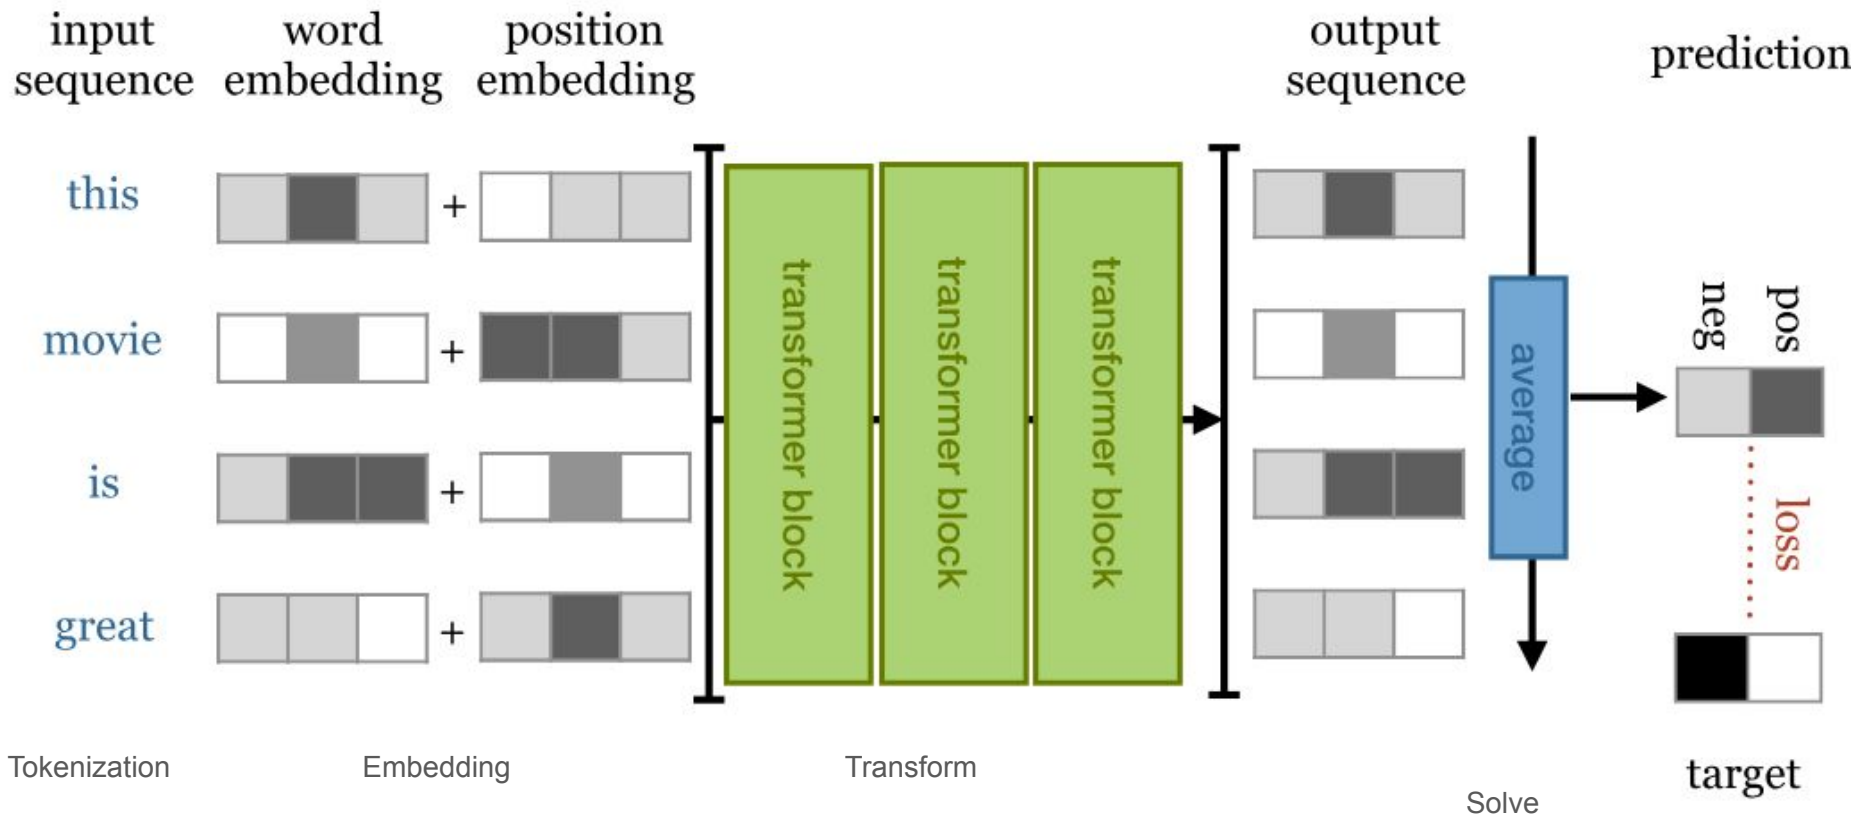 input
sequence
word
embedding
position
embedding
output
sequence
prediction
this
+
movie
+
is
+
great
+
transformer block
transformer block
transformer block
average
neg
pos
loss
target
Tokenization
Embedding
Transform
Solve